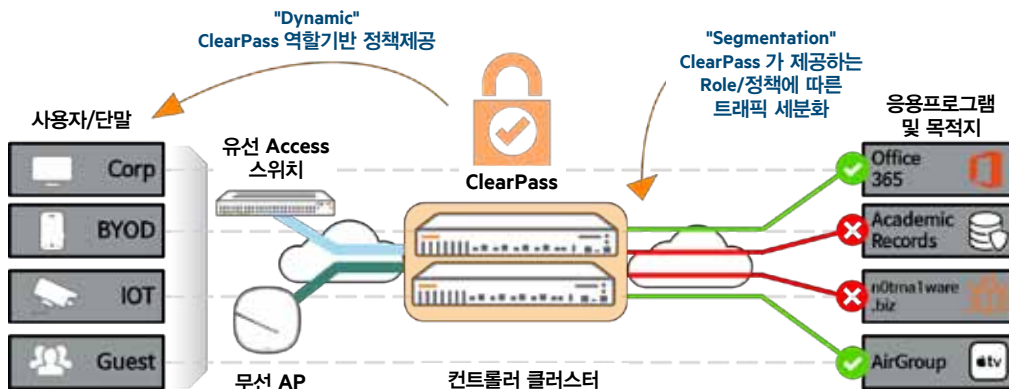 "Dynamic"
ClearPass 역할기반 정책제공
"Segmentation"
ClearPass 가 제공하는
Role/정책에 따른
트래픽 세분화
사용자/단말
Corp
BYOD
IOT
Guest
유선 Access
스위치
무선 AP
ClearPass
컨트롤러 클러스터
응용프로그램
및 목적지
Office
365
Academic
Records
n0tma1ware
.biz
AirGroup
tv